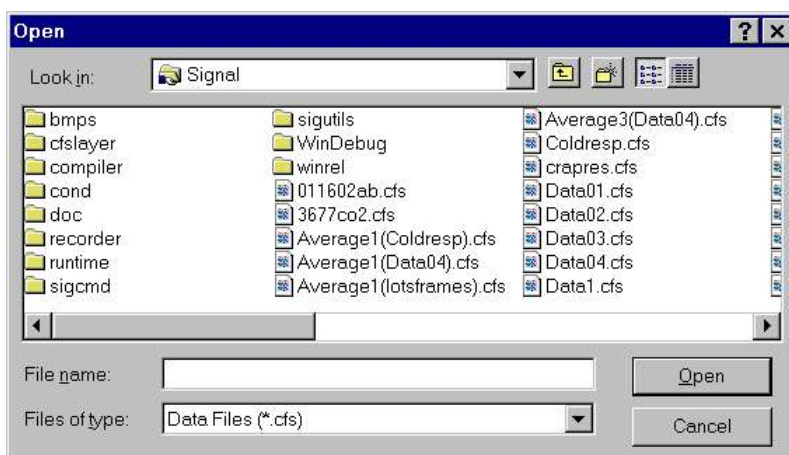 Open
Look in: Signal
bmps
cfslayer
compiler
cond
doc
recorder
runtime
sigcmd
sigutils
WinDebug
winrel
011602ab.cfs
3677co2.cfs
Average1(Coldresp).cfs
Average1(Data04).cfs
Average1(lotsframes).cfs
Average3(Data04).cfs
Coldresp.cfs
crapres.cfs
Data01.cfs
Data02.cfs
Data03.cfs
Data04.cfs
Data1.cfs
File name:
Open
Files of type: Data Files (*.cfs)
Cancel